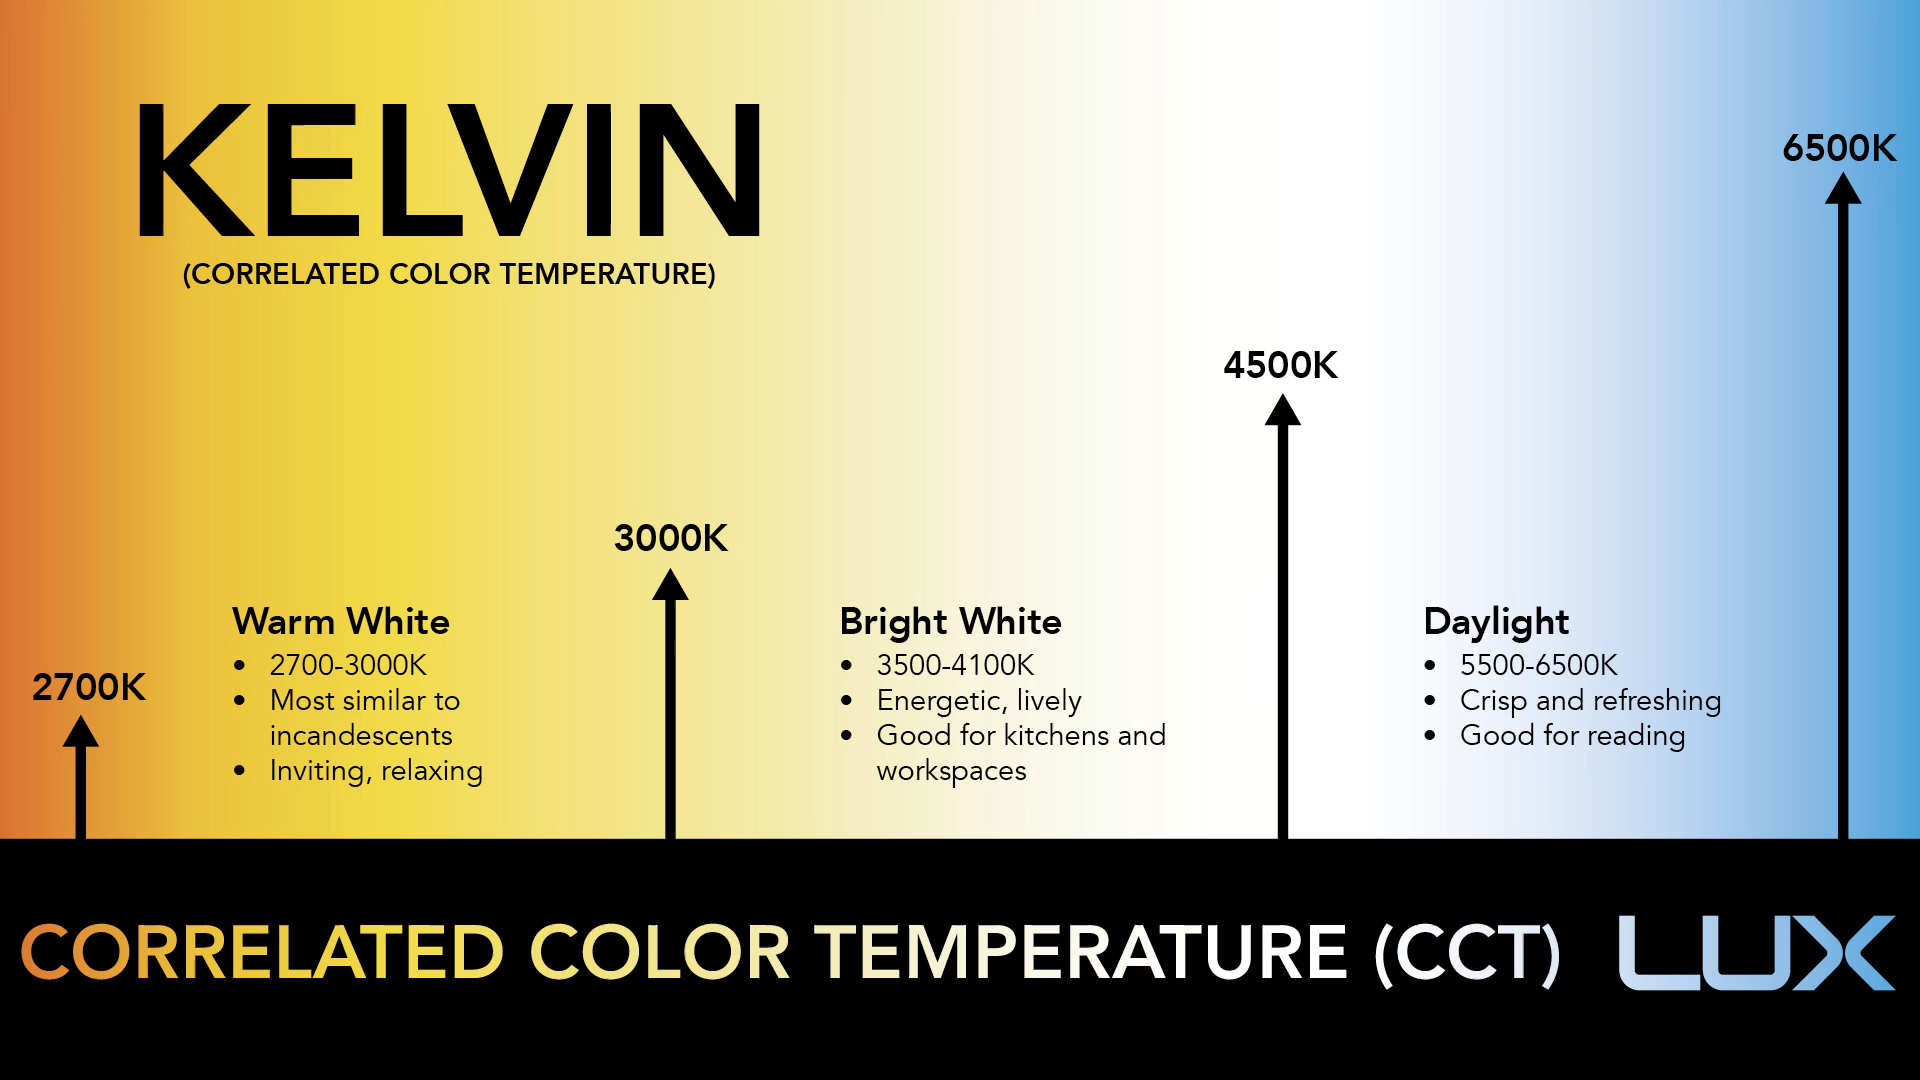 KELVIN
(CORRELATED COLOR TEMPERATURE)
6500K
4500K
3000K
2700K
Warm White
• 2700-3000K
• Most similar to
incandescents
• Inviting, relaxing
Bright White
• 3500-4100K
• Energetic, lively
• Good for kitchens and
workspaces
Daylight
• 5500-6500K
• Crisp and refreshing
• Good for reading
CORRELATED COLOR TEMPERATURE (CCT) LUX